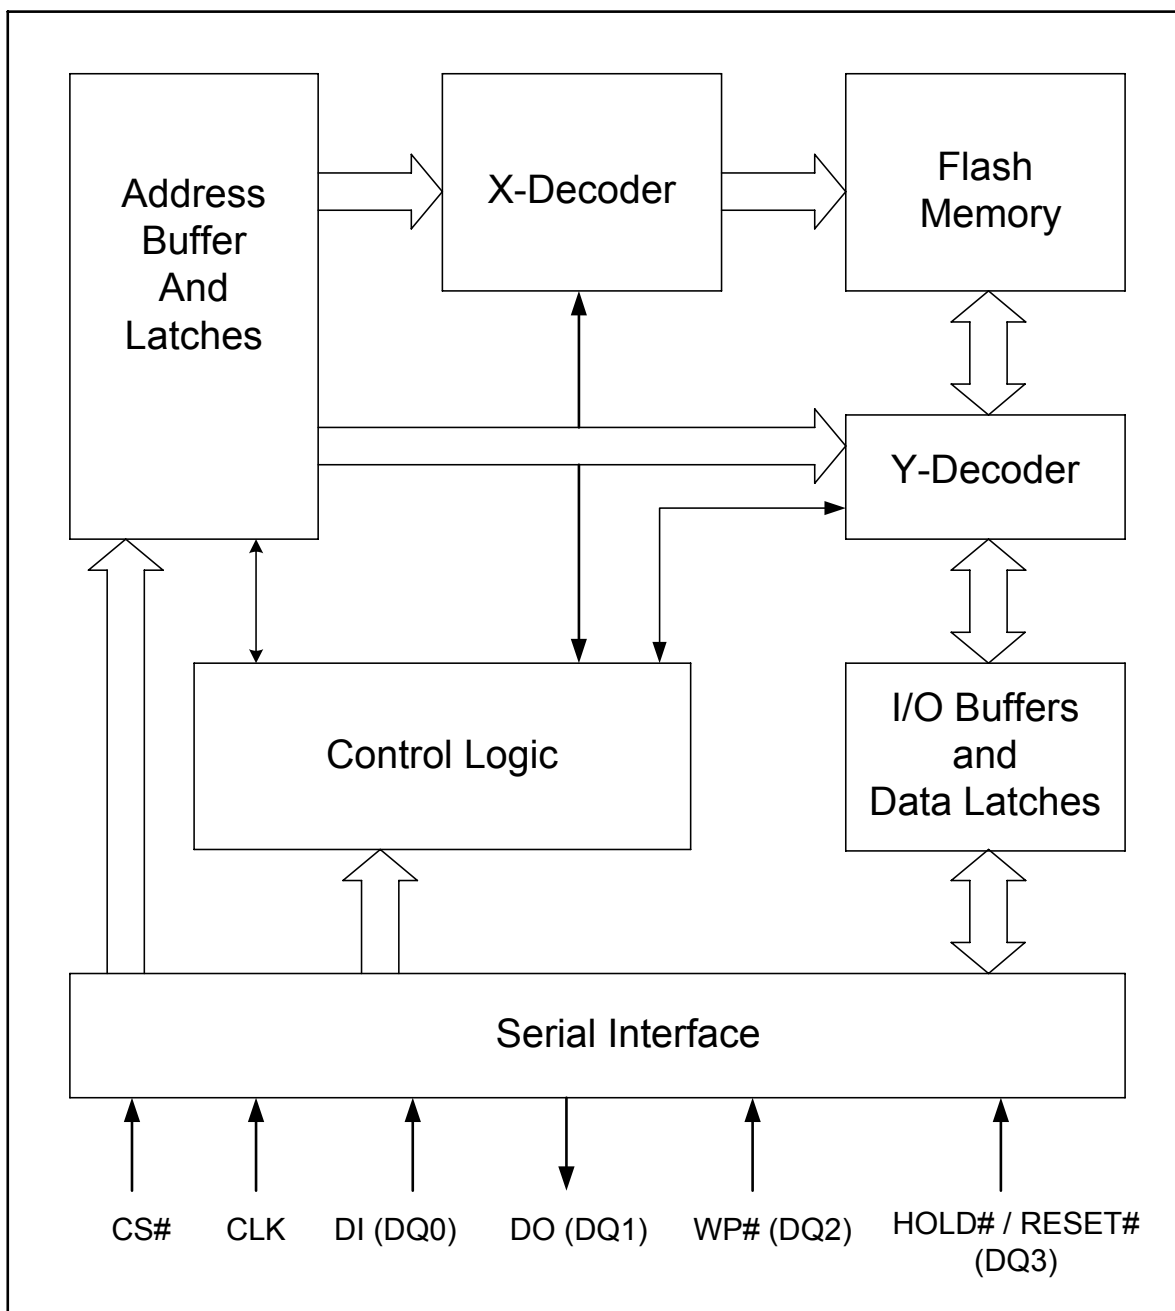 Address
Buffer
And
Latches
X-Decoder
Flash
Memory
Y-Decoder
Control Logic
I/O Buffers
and
Data Latches
Serial Interface
CS#
CLK
DI (DQ0)
DO (DQ1)
WP# (DQ2)
HOLD# / RESET#
(DQ3)